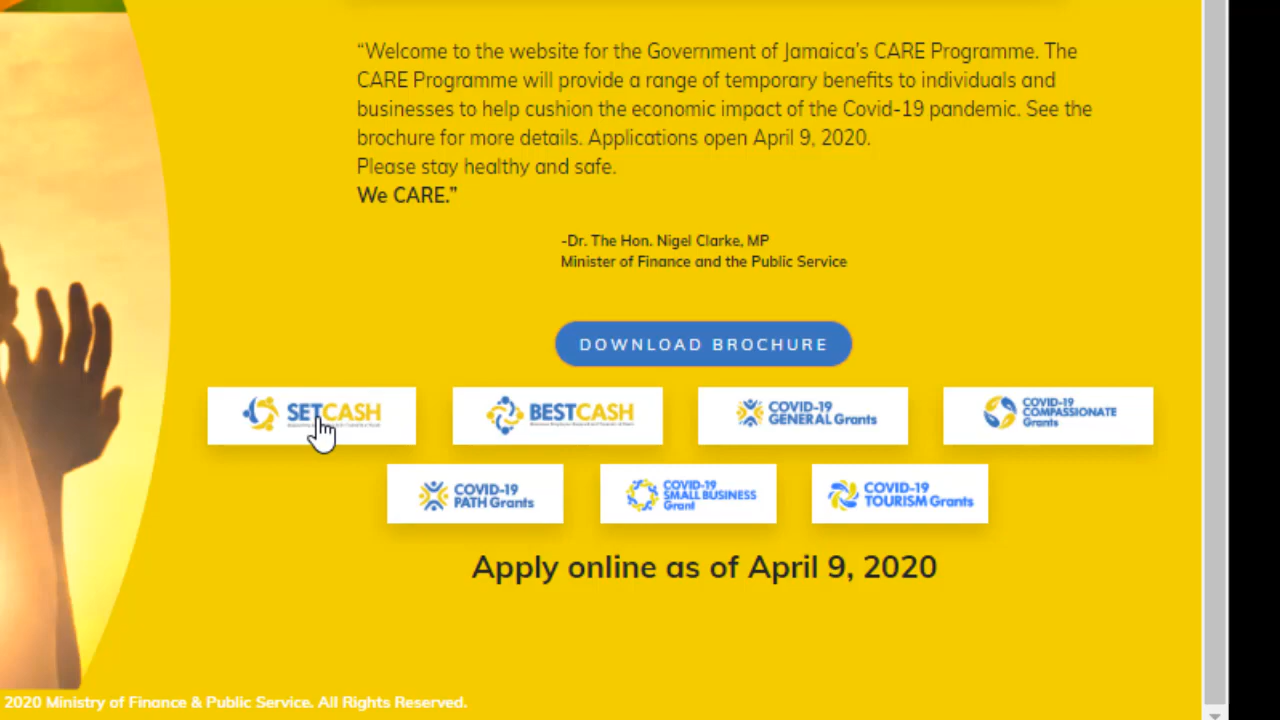 “Welcome to the website for the Government of Jamaica’s CARE Programme. The
CARE Programme will provide a range of temporary benefits to individuals and
businesses to help cushion the economic impact of the Covid-19 pandemic. See the
brochure for more details. Applications open April 9, 2020.
Please stay healthy and safe.
We CARE.”
-Dr. The Hon. Nigel Clarke, MP
Minister of Finance and the Public Service
DOWNLOAD BROCHURE
SETCASH
BESTCASH
COVID-19
GENERAL Grants
COVID-19
COMPASSIONATE
Grants
COVID-19
PATH Grants
COVID-19
SMALL BUSINESS
Grant
COVID-19
TOURISM Grants
Apply online as of April 9, 2020
2020 Ministry of Finance & Public Service. All Rights Reserved.